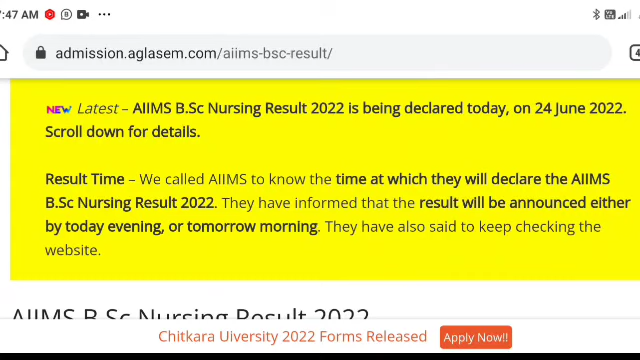 :47 AM
admission.aglasem.com/aiims-bsc-result/
NEW Latest – AIIMS B.Sc Nursing Result 2022 is being declared today, on 24 June 2022.
Scroll down for details.
Result Time – We called AIIMS to know the time at which they will declare the AIIMS
B.Sc Nursing Result 2022. They have informed that the result will be announced either
by today evening, or tomorrow morning. They have also said to keep checking the
website.
AIIMS B.Sc Nursing Result 2022
Chitkara Uiversity 2022 Forms Released Apply Now!!